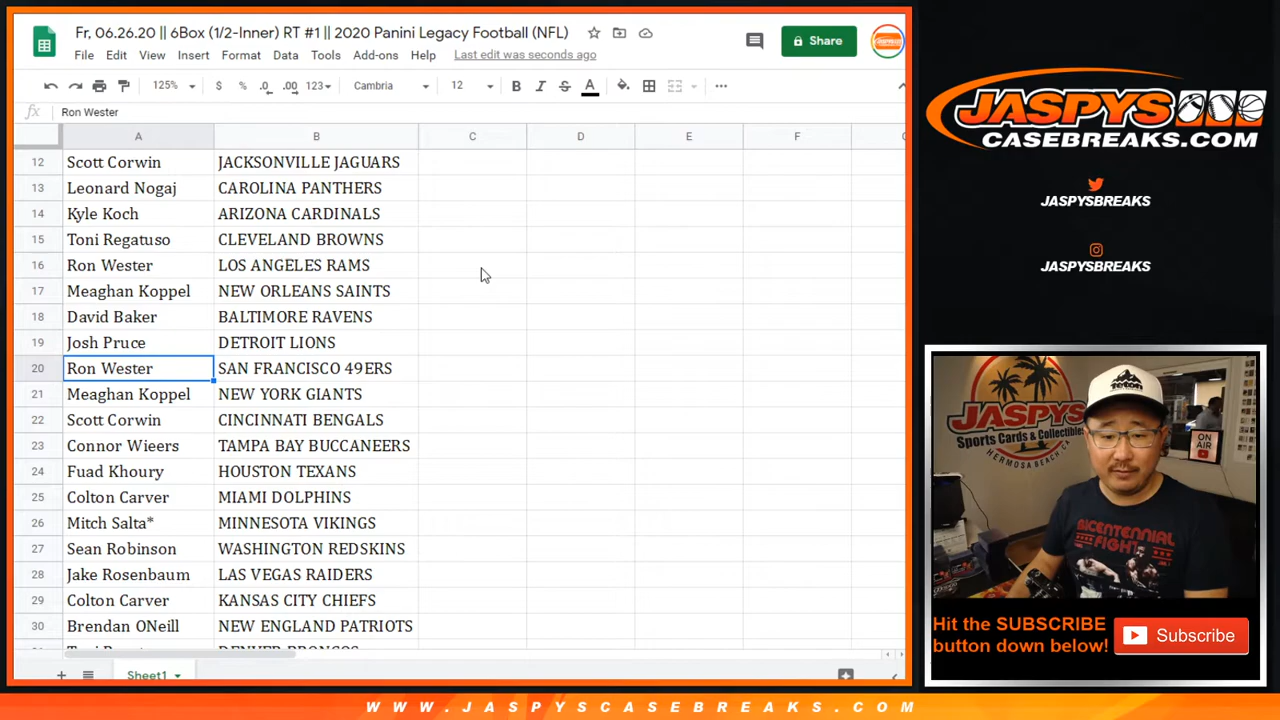 Fr, 06.26.20 || 6Box (1/2-Inner) RT #1 || 2020 Panini Legacy Football (NFL)
File Edit View Insert Format Data Tools Add-ons Help Last edit was seconds ago
Share
125% $ % .0 .00 123 Cambria 12 B I S A
fx Ron Wester
A B C D E F
12 Scott Corwin JACKSONVILLE JAGUARS
13 Leonard Nogaj CAROLINA PANTHERS
14 Kyle Koch ARIZONA CARDINALS
15 Toni Regatuso CLEVELAND BROWNS
16 Ron Wester LOS ANGELES RAMS
17 Meaghan Koppel NEW ORLEANS SAINTS
18 David Baker BALTIMORE RAVENS
19 Josh Pruce DETROIT LIONS
20 Ron Wester SAN FRANCISCO 49ERS
21 Meaghan Koppel NEW YORK GIANTS
22 Scott Corwin CINCINNATI BENGALS
23 Connor Wieers TAMPA BAY BUCCANEERS
24 Fuad Khoury HOUSTON TEXANS
25 Colton Carver MIAMI DOLPHINS
26 Mitch Salta* MINNESOTA VIKINGS
27 Sean Robinson WASHINGTON REDSKINS
28 Jake Rosenbaum LAS VEGAS RAIDERS
29 Colton Carver KANSAS CITY CHIEFS
30 Brendan ONeill NEW ENGLAND PATRIOTS
DENVER BRONCOS
Sheet1
JASPYS
CASEBREAKS.COM
JASPYSBREAKS
JASPYSBREAKS
JASPYS
Sports Cards & Collectibles
HERMOSA BEACH CA
ON AIR
TETON
BICENTENNIAL
FIGHT
Hit the SUBSCRIBE
button down below!
Subscribe
WWW.JASPYSCASEBREAKS.COM